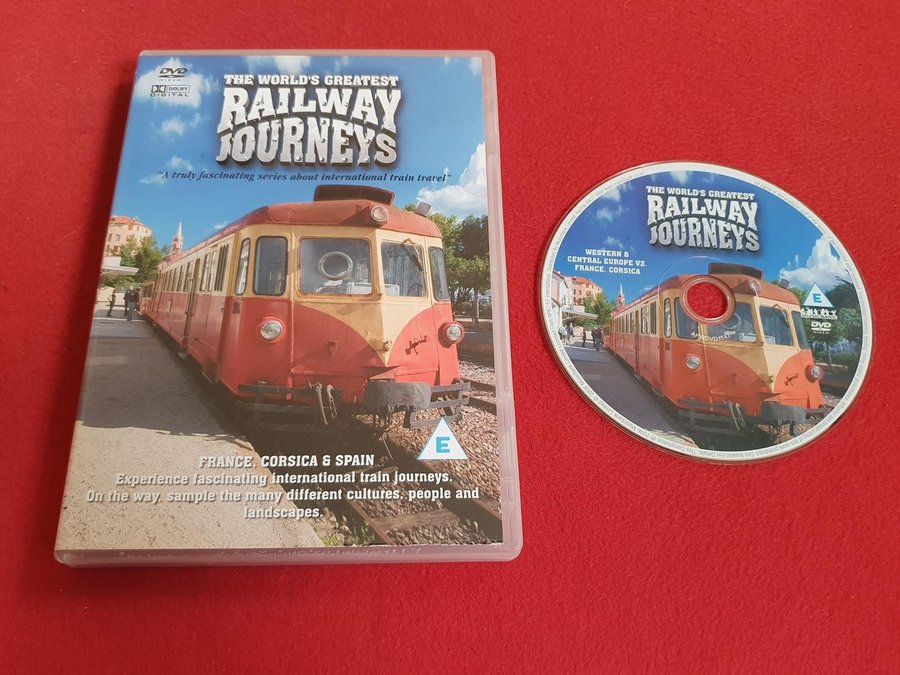 DVD
VIDEO
DOLBY
DIGITAL
THE WORLD'S GREATEST
RAILWAY
JOURNEYS
"A truly fascinating series about international train travel"
E
FRANCE, CORSICA & SPAIN
Experience fascinating international train journeys.
On the way, sample the many different cultures, people and
landscapes.
THE WORLD'S GREATEST
RAILWAY
JOURNEYS
WESTERN &
CENTRAL EUROPE V2.
FRANCE, CORSICA
E
DVD
VIDEO